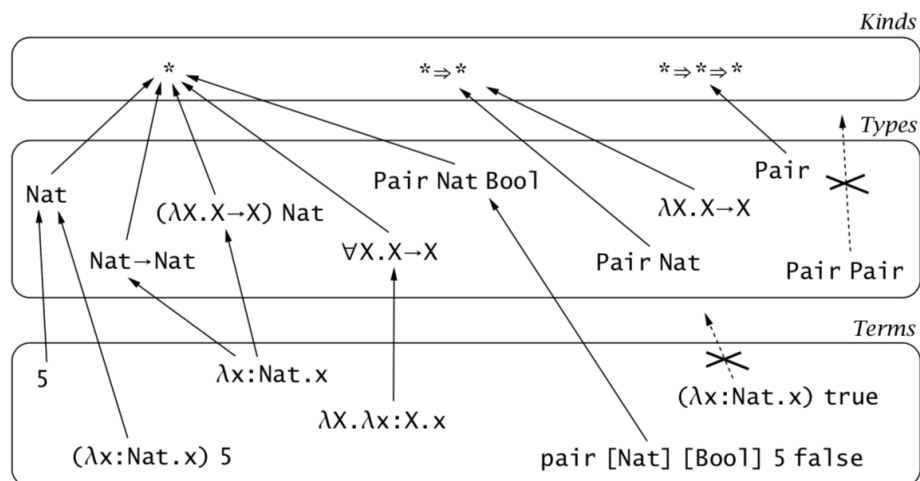 Kinds
* *⇒* *⇒*⇒*
Types
Nat
Pair Nat Bool
Pair
(λX.X→X) Nat
λX.X→X
Nat→Nat
∀X.X→X
Pair Nat
Pair Pair
Terms
5
λx:Nat.x
(λx:Nat.x) true
λX.λx:X.x
(λx:Nat.x) 5
pair [Nat] [Bool] 5 false